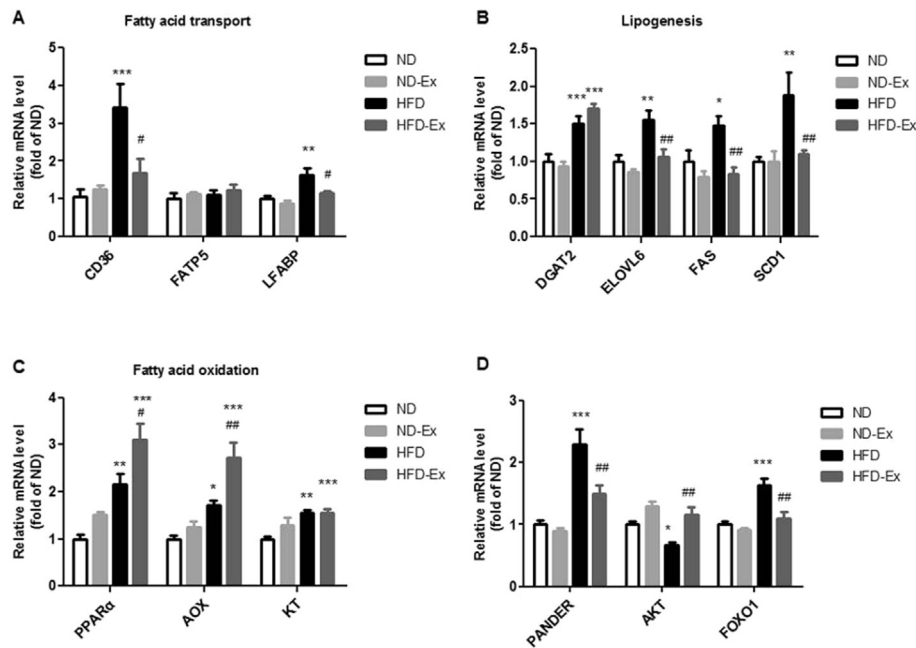 A
Fatty acid transport
Relative mRNA level
(fold of ND)
5
4
3
2
1
0
***
#
**
#
CD36
FATP5
LFABP
ND
ND-Ex
HFD
HFD-Ex
B
Lipogenesis
Relative mRNA level
(fold of ND)
2.5
2.0
1.5
1.0
0.5
0.0
***
***
**
##
*
##
**
##
DGAT2
ELOVL6
FAS
SCD1
ND
ND-Ex
HFD
HFD-Ex
C
Fatty acid oxidation
Relative mRNA level
(fold of ND)
4
3
2
1
0
**
***
#
*
***
##
**
***
PPARα
AOX
KT
ND
ND-Ex
HFD
HFD-Ex
D
Relative mRNA level
(fold of ND)
3
2
1
0
***
##
*
##
***
##
PANDER
AKT
FOXO1
ND
ND-Ex
HFD
HFD-Ex